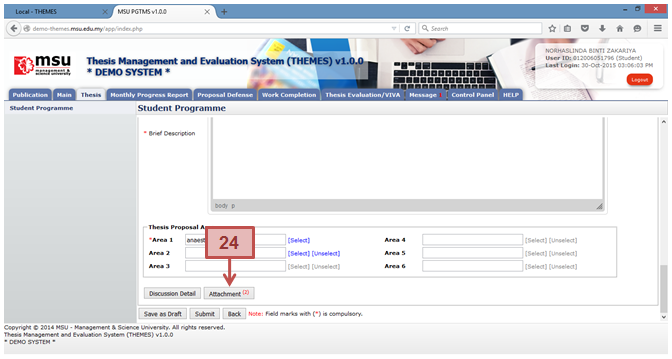 Local - THEMES
MSU PGTMS v1.0.0
demo-themes.msu.edu.my/app/index.php
Search
msu
management &
science university
Thesis Management and Evaluation System (THEMES) v1.0.0
* DEMO SYSTEM *
NORHASLINDA BINTI ZAKARIYA
User ID: 012006051796 (Student)
Last Login: 30-Oct-2015 03:06:03 PM
Logout
Publication Main Thesis Monthly Progress Report Proposal Defense Work Completion Thesis Evaluation/VIVA Message Control Panel HELP
Student Programme
Student Programme
* Brief Description
body p
Thesis Proposal A
*Area 1 anaest [Select] Area 4 [Select] [Unselect]
Area 2 [Select] [Unselect] Area 5 [Select] [Unselect]
Area 3 [Select] [Unselect] Area 6 [Select] [Unselect]
24
Discussion Detail Attachment (2)
Save as Draft Submit Back Note: Field marks with (*) is compulsory.
Copyright © 2014 MSU - Management & Science University. All rights reserved.
Thesis Management and Evaluation System (THEMES) v1.0.0
* DEMO SYSTEM *